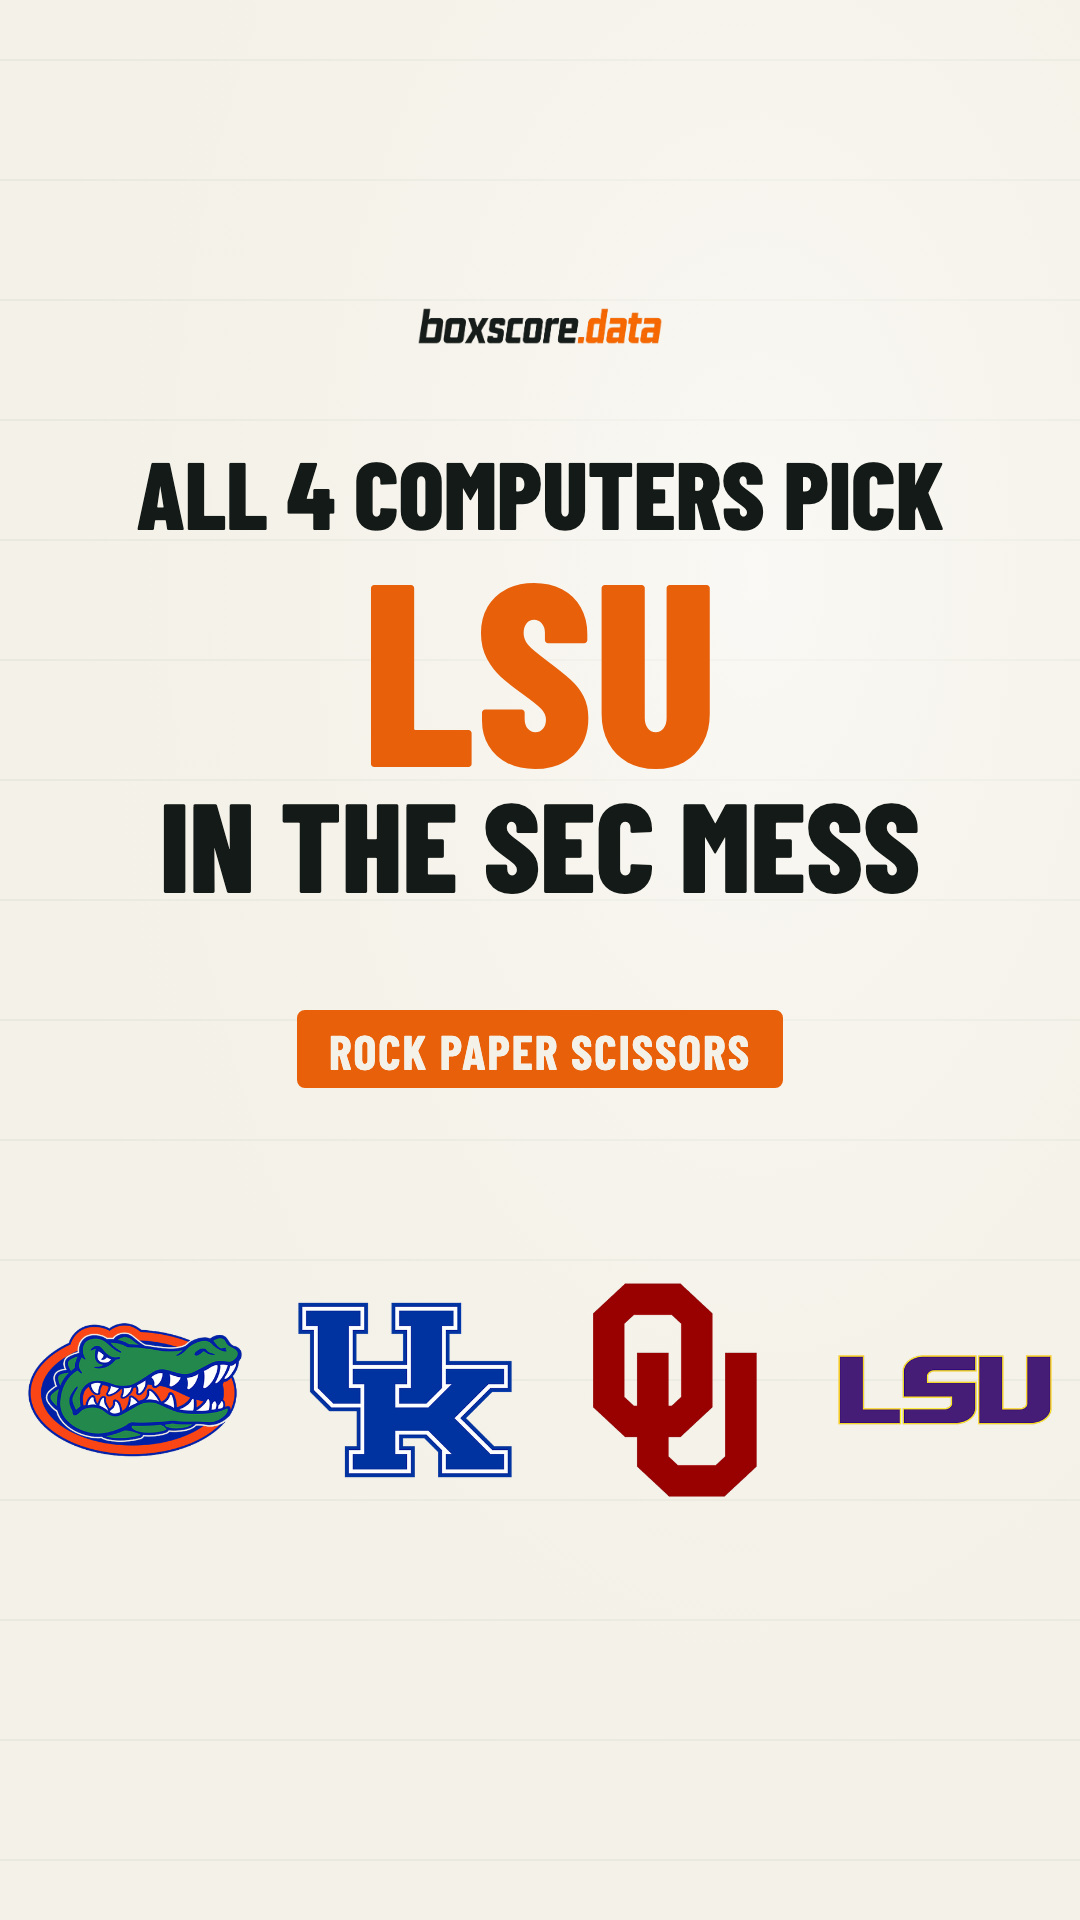 boxscore.data
ALL 4 COMPUTERS PICK
LSU
IN THE SEC MESS
ROCK PAPER SCISSORS
UK OU LSU